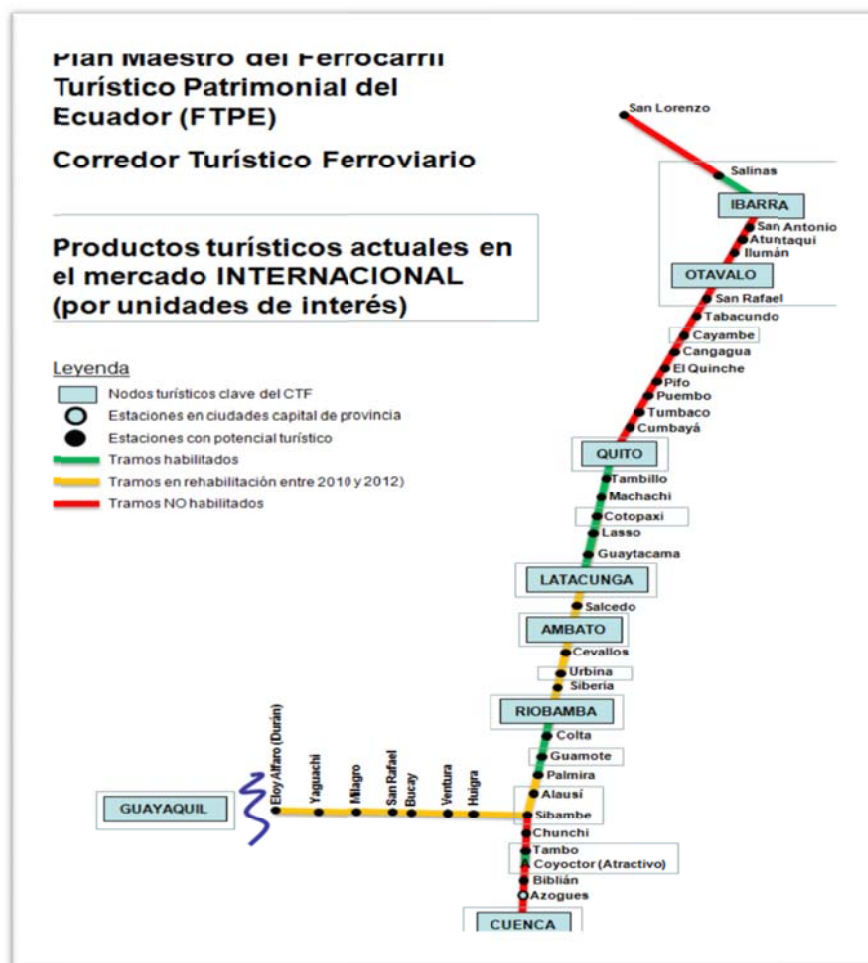 Plan Maestro del Ferrocarril
Turístico Patrimonial del
Ecuador (FTPE)
Corredor Turístico Ferroviario
Productos turísticos actuales en
el mercado INTERNACIONAL
(por unidades de interés)
Leyenda
Nodos turísticos clave del CTF
Estaciones en ciudades capital de provincia
Estaciones con potencial turístico
Tramos habilitados
Tramos en rehabilitación entre 2010 y 2012)
Tramos NO habilitados
San Lorenzo
Salinas
IBARRA
San Antonio
Atuntaqui
Ilumán
OTAVALO
San Rafael
Tabacundo
Cayambe
Cangagua
El Quinche
Pifo
Puembo
Tumbaco
Cumbayá
QUITO
Tambillo
Machachi
Cotopaxi
Lasso
Guaytacama
LATACUNGA
Salcedo
AMBATO
Cevallos
Urbina
Siberia
RIOBAMBA
Colta
Guamote
Palmira
Alausí
Sibambe
GUAYAQUIL
Eloy Alfaro (Durán)
Yaguachi
Milagro
San Rafael
Bucay
Ventura
Huigra
Chunchi
Tambo
Coyoctor (Atractivo)
Biblián
Azogues
CUENCA